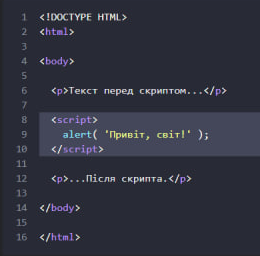 1 <!DOCTYPE HTML>
2 <html>
3
4 <body>
5
6 <p>Текст перед скриптом...</p>
7
8 <script>
9 alert( 'Привіт, світ!' );
10 </script>
11
12 <p>...Після скрипта.</p>
13
14 </body>
15
16 </html>